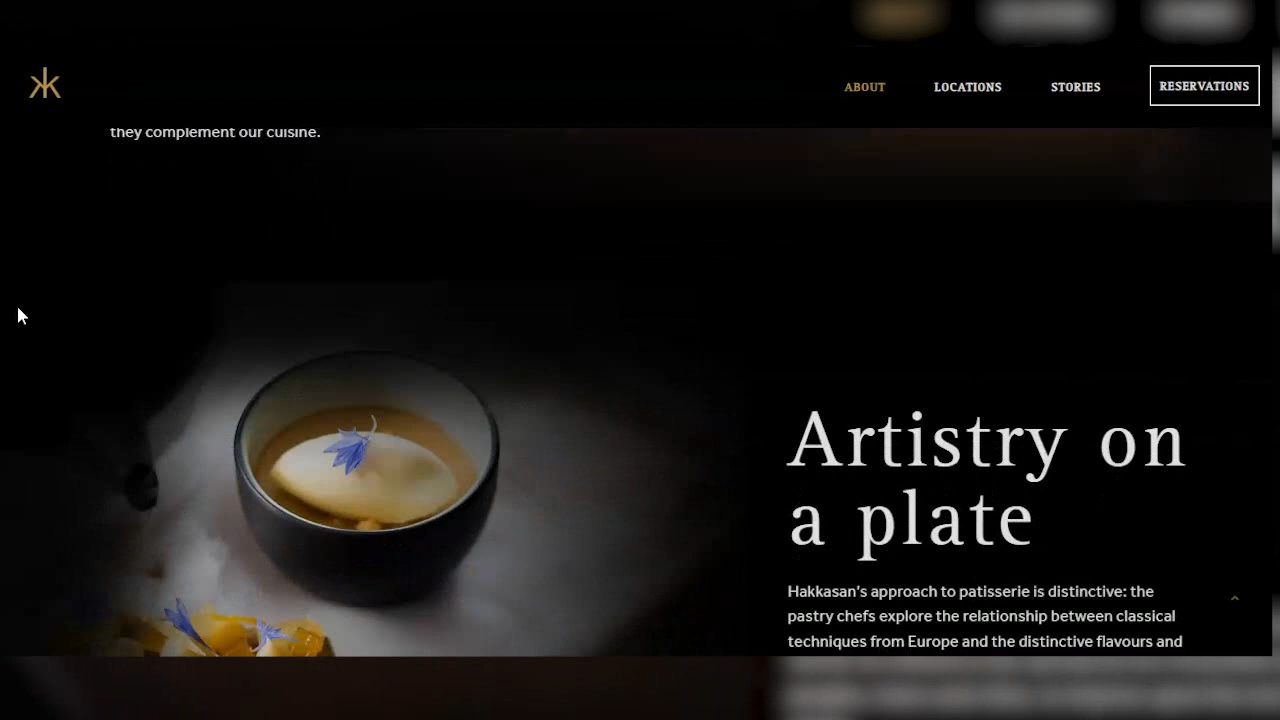 ABOUT
LOCATIONS
STORIES
RESERVATIONS
they complement our cuisine.
Artistry on
a plate
Hakkasan's approach to patisserie is distinctive: the
pastry chefs explore the relationship between classical
techniques from Europe and the distinctive flavours and